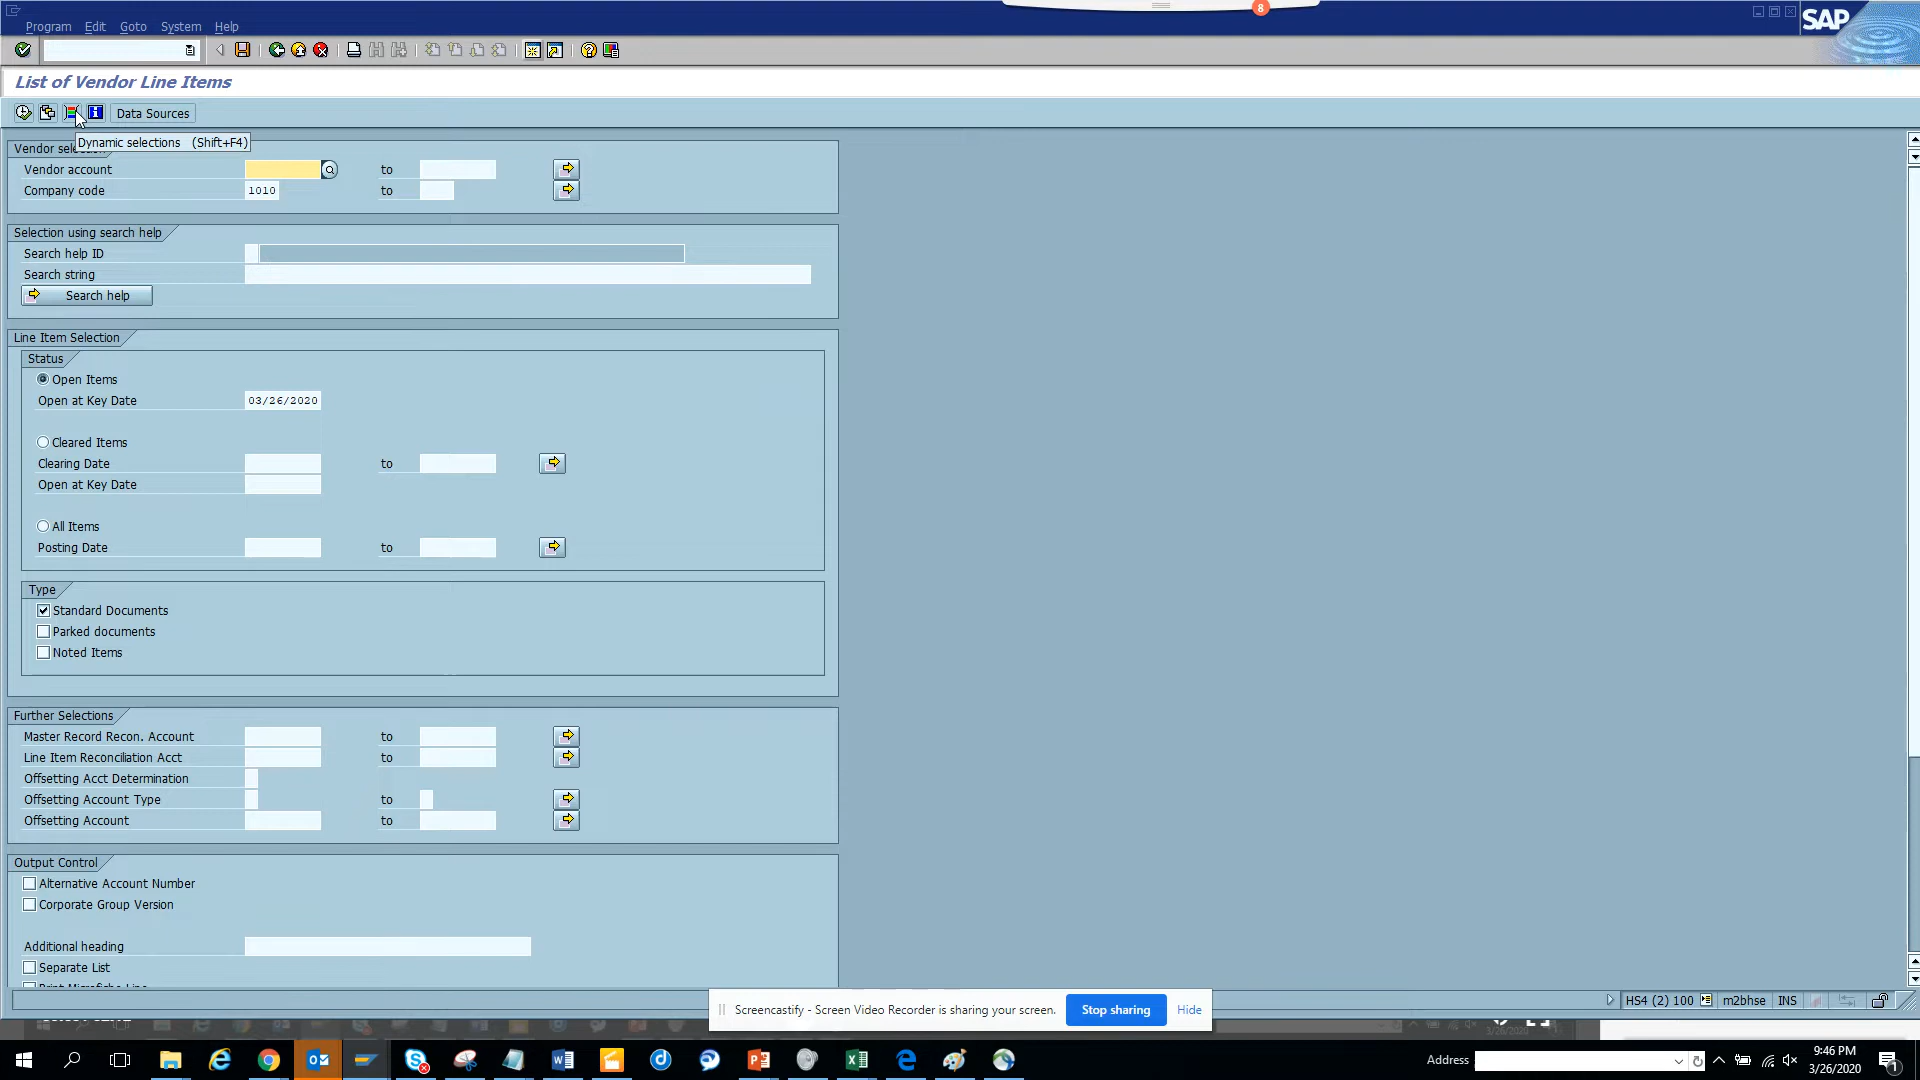 8
Program Edit Goto System Help
SAP
List of Vendor Line Items
Data Sources
Dynamic selections (Shift+F4)
Vendor sele
Vendor account to
Company code 1010 to
Selection using search help
Search help ID
Search string
Search help
Line Item Selection
Status
Open Items
Open at Key Date 03/26/2020
Cleared Items
Clearing Date to
Open at Key Date
All Items
Posting Date to
Type
Standard Documents
Parked documents
Noted Items
Further Selections
Master Record Recon. Account to
Line Item Reconciliation Acct to
Offsetting Acct Determination
Offsetting Account Type to
Offsetting Account to
Output Control
Alternative Account Number
Corporate Group Version
Additional heading
Separate List
Screencastify - Screen Video Recorder is sharing your screen. Stop sharing Hide
HS4 (2) 100 m2bhse INS
Address
9:46 PM
3/26/2020
1